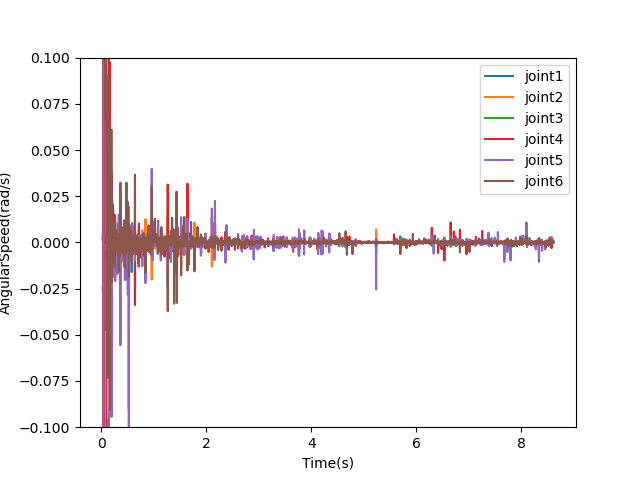 0.100
0.075
0.050
0.025
0.000
−0.025
−0.050
−0.075
−0.100
AngularSpeed(rad/s)
0
2
4
6
8
Time(s)
joint1
joint2
joint3
joint4
joint5
joint6